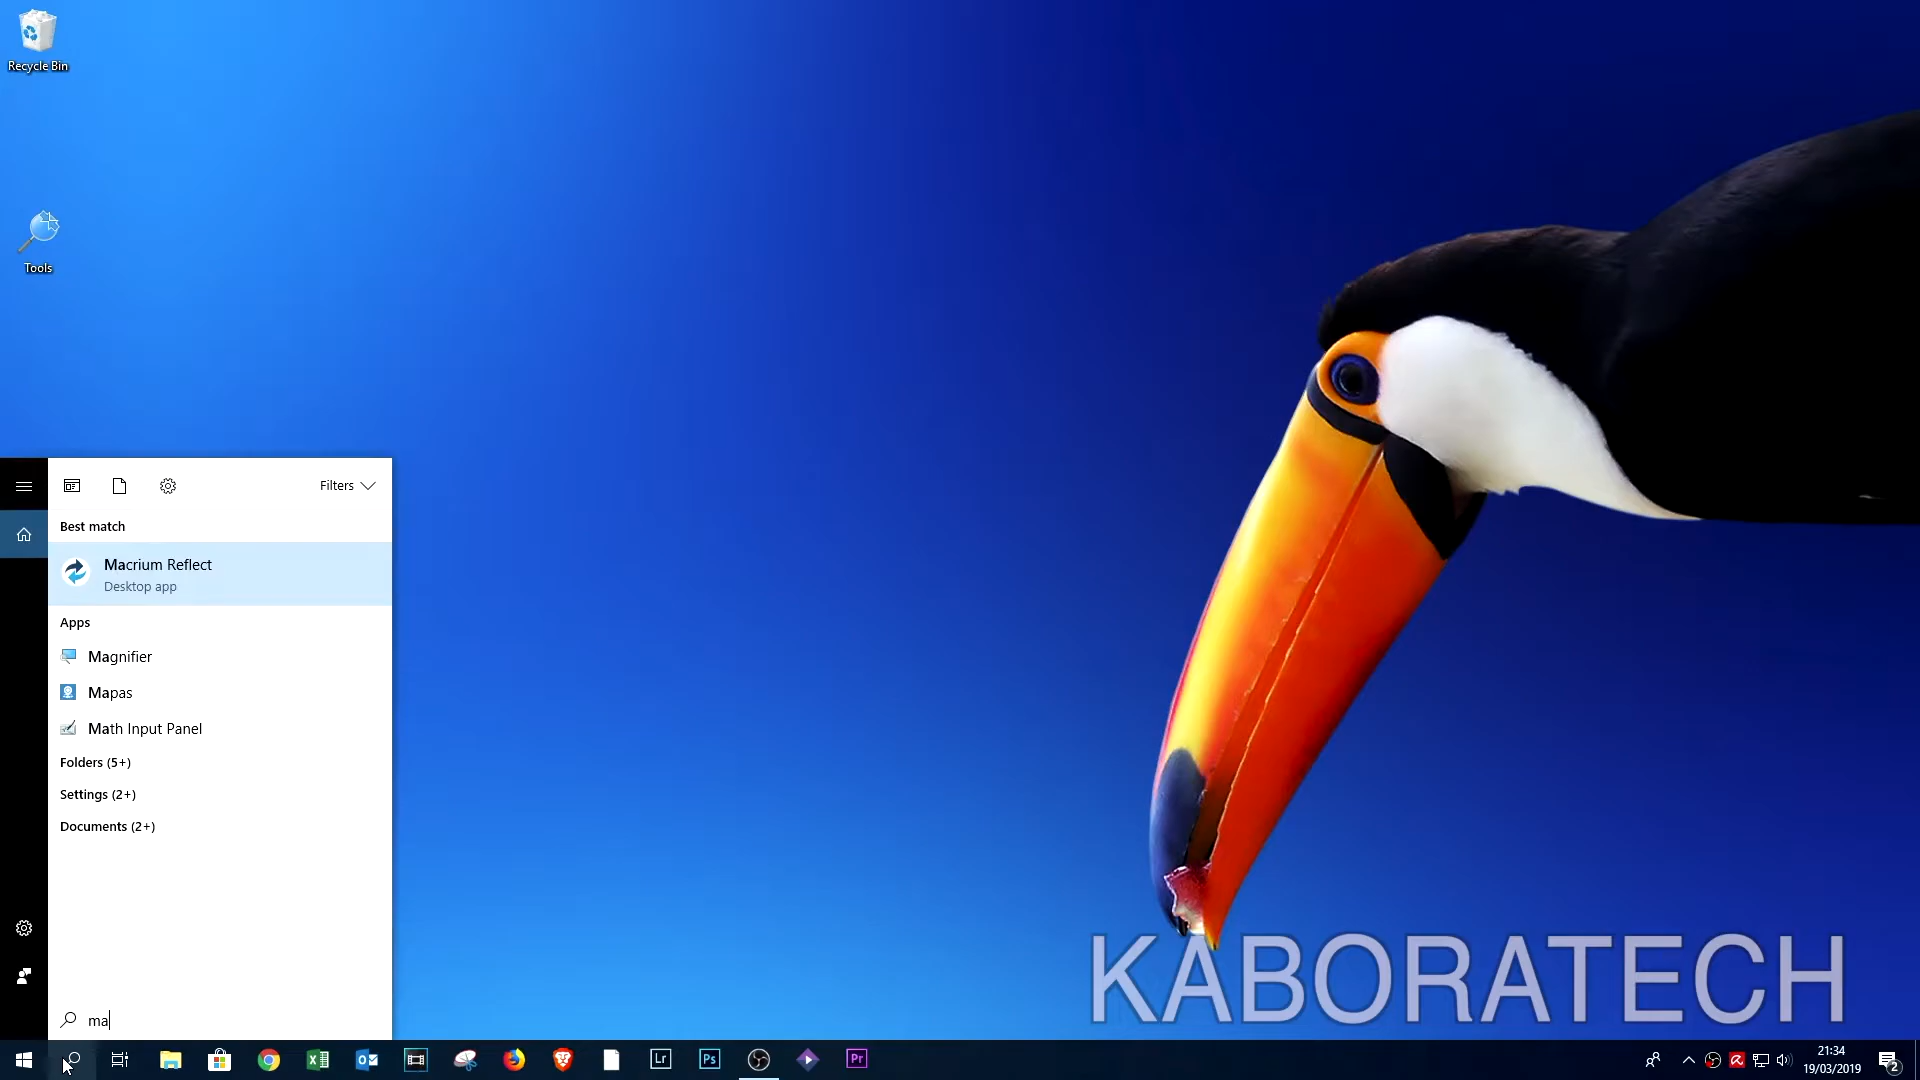 Recycle Bin
Tools
Filters
Best match
Macrium Reflect
Desktop app
Apps
Magnifier
Mapas
Math Input Panel
Folders (5+)
Settings (2+)
Documents (2+)
ma
KABORATECH
Lr
Ps
Pr
21:34
19/03/2019
2